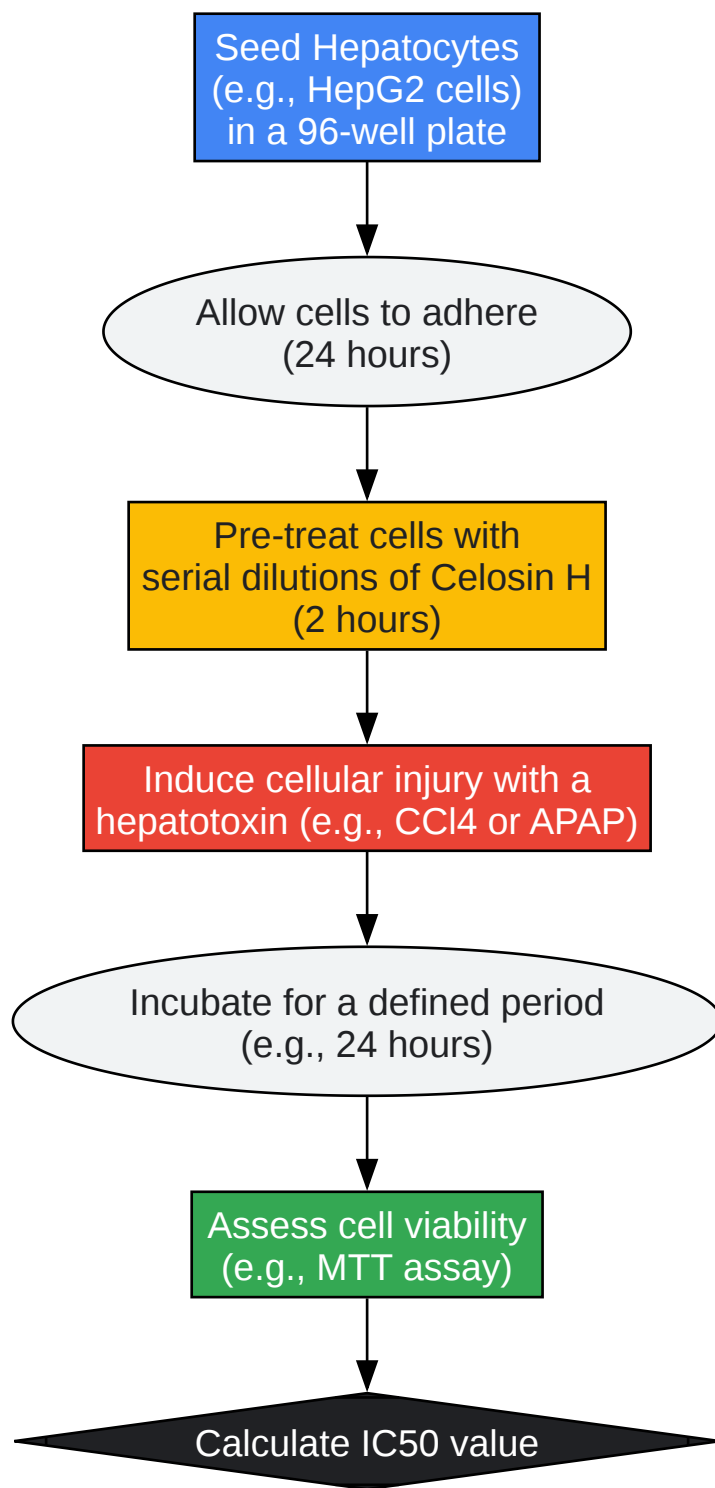 Seed Hepatocytes
(e.g., HepG2 cells)
in a 96-well plate
Allow cells to adhere
(24 hours)
Pre-treat cells with
serial dilutions of Celosin H
(2 hours)
Induce cellular injury with a
hepatotoxin (e.g., CCl4 or APAP)
Incubate for a defined period
(e.g., 24 hours)
Assess cell viability
(e.g., MTT assay)
Calculate IC50 value